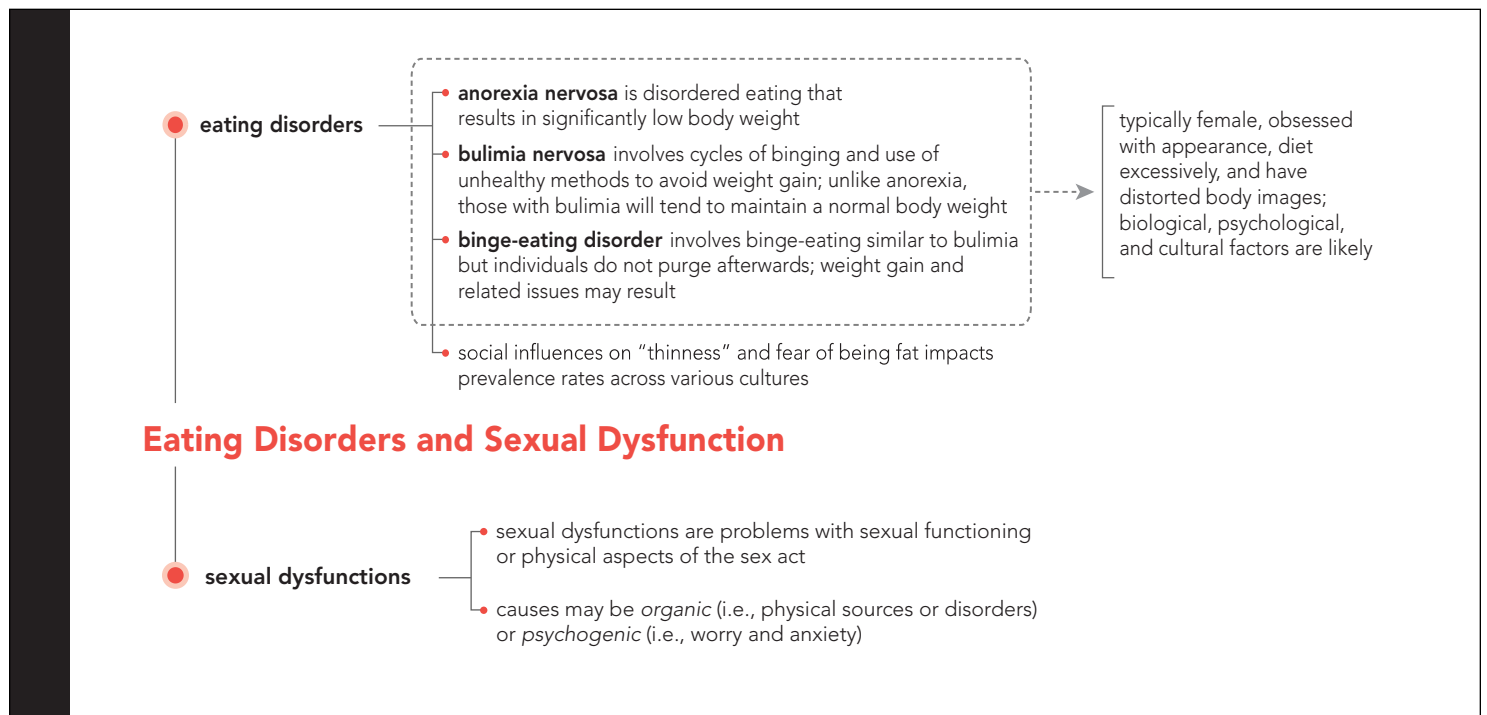 eating disorders
anorexia nervosa is disordered eating that
results in significantly low body weight
bulimia nervosa involves cycles of binging and use of
unhealthy methods to avoid weight gain; unlike anorexia,
those with bulimia will tend to maintain a normal body weight
binge-eating disorder involves binge-eating similar to bulimia
but individuals do not purge afterwards; weight gain and
related issues may result
typically female, obsessed
with appearance, diet
excessively, and have
distorted body images;
biological, psychological,
and cultural factors are likely
social influences on “thinness” and fear of being fat impacts
prevalence rates across various cultures
Eating Disorders and Sexual Dysfunction
sexual dysfunctions
sexual dysfunctions are problems with sexual functioning
or physical aspects of the sex act
causes may be organic (i.e., physical sources or disorders)
or psychogenic (i.e., worry and anxiety)